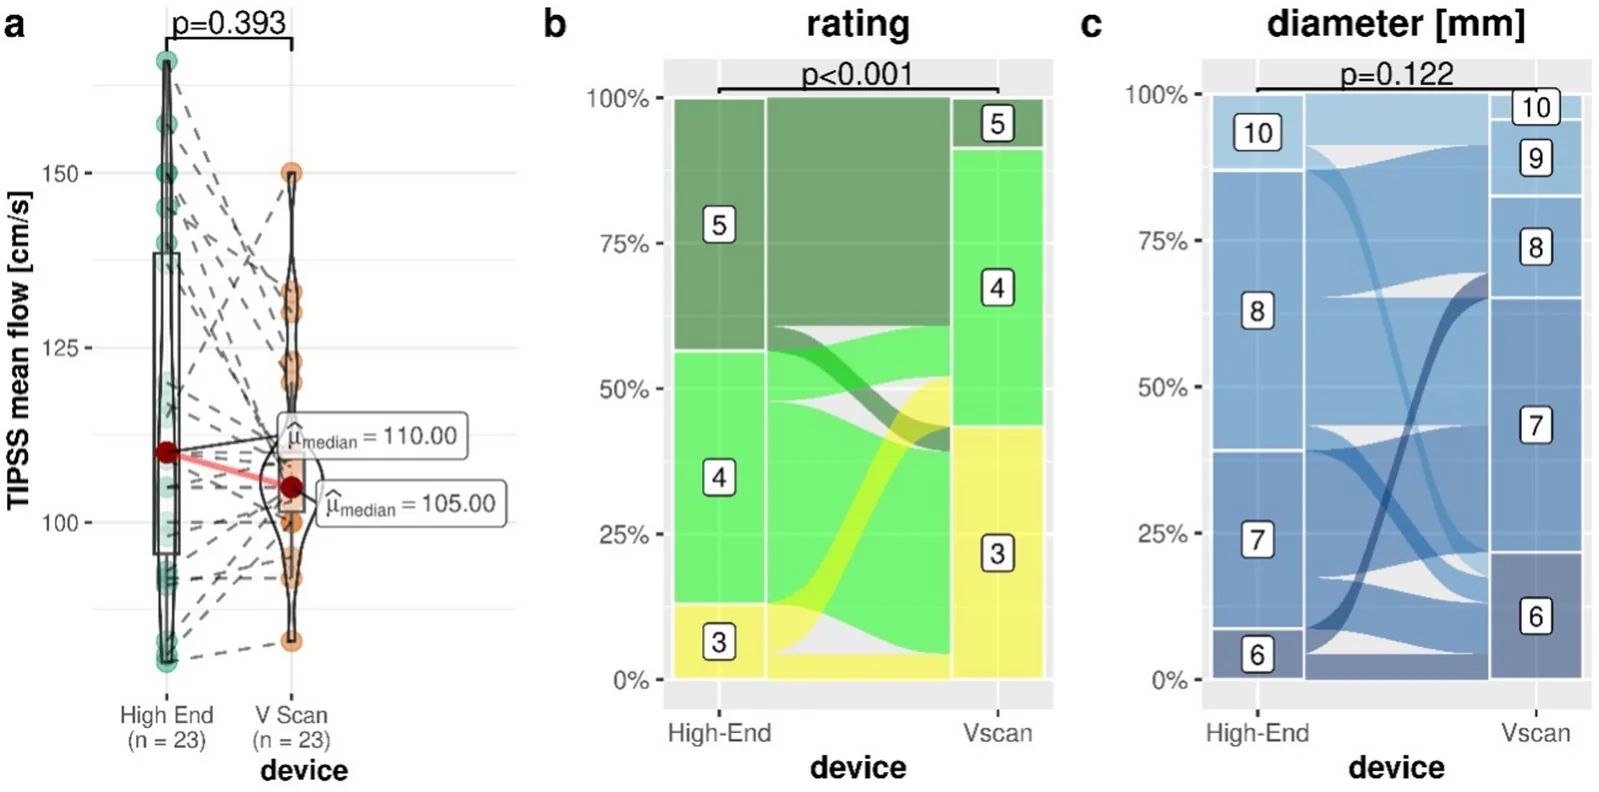 a
p=0.393
TIPSS mean flow [cm/s]
150
125
100
μ̂median = 110.00
μ̂median = 105.00
High End
(n = 23)
V Scan
(n = 23)
device
b
rating
p<0.001
100%
75%
50%
25%
0%
5
4
3
5
4
3
High-End
Vscan
device
c
diameter [mm]
p=0.122
100%
75%
50%
25%
0%
10
8
7
6
10
9
8
7
6
High-End
Vscan
device